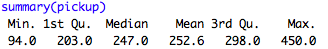 summary(pickup)
Min. 1st Qu. Median Mean 3rd Qu. Max.
94.0 203.0 247.0 252.6 298.0 450.0